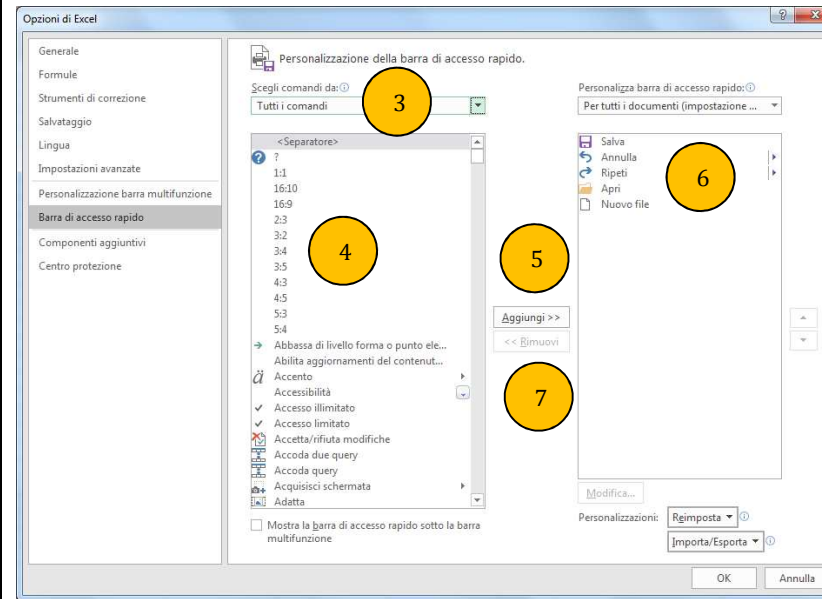 Opzioni di Excel
?
Generale
Formule
Strumenti di correzione
Salvataggio
Lingua
Impostazioni avanzate
Personalizzazione barra multifunzione
Barra di accesso rapido
Componenti aggiuntivi
Centro protezione
Personalizzazione della barra di accesso rapido.
Scegli comandi da:
Tutti i comandi
3
<Separatore>
?
1:1
16:10
16:9
2:3
3:2
3:4
3:5
4:3
4:5
5:3
5:4
Abbassa di livello forma o punto ele...
Abilita aggiornamenti del contenut...
ä Accento
Accessibilità
Accesso illimitato
Accesso limitato
Accetta/rifiuta modifiche
Accoda due query
Accoda query
Acquisisci schermata
Adatta
4
Mostra la barra di accesso rapido sotto la barra
multifunzione
5
Aggiungi >>
<< Rimuovi
7
Personalizza barra di accesso rapido:
Per tutti i documenti (impostazione ...
Salva
Annulla
Ripeti
Apri
Nuovo file
6
Modifica...
Personalizzazioni:
Reimposta
Importa/Esporta
OK
Annulla